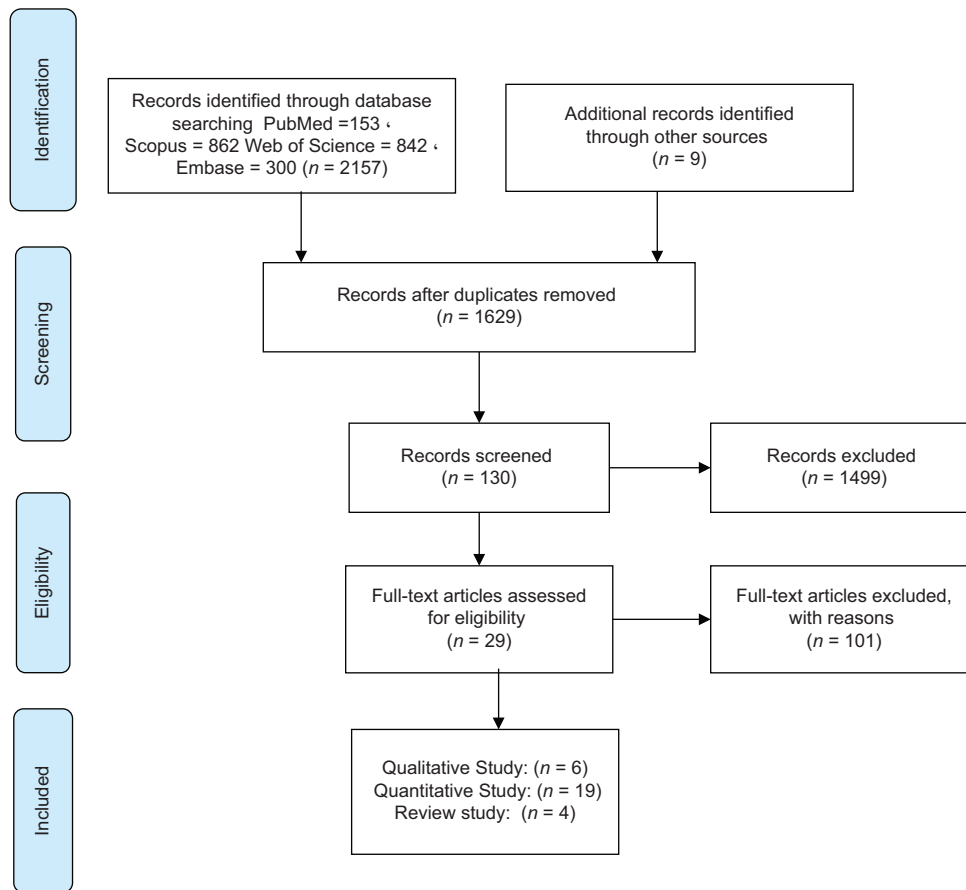 Identification
Records identified through database
searching PubMed =153 ،
Scopus = 862 Web of Science = 842 ،
Embase = 300 (n = 2157)
Additional records identified
through other sources
(n = 9)
Screening
Records after duplicates removed
(n = 1629)
Records screened
(n = 130)
Records excluded
(n = 1499)
Eligibility
Full-text articles assessed
for eligibility
(n = 29)
Full-text articles excluded,
with reasons
(n = 101)
Included
Qualitative Study: (n = 6)
Quantitative Study: (n = 19)
Review study: (n = 4)